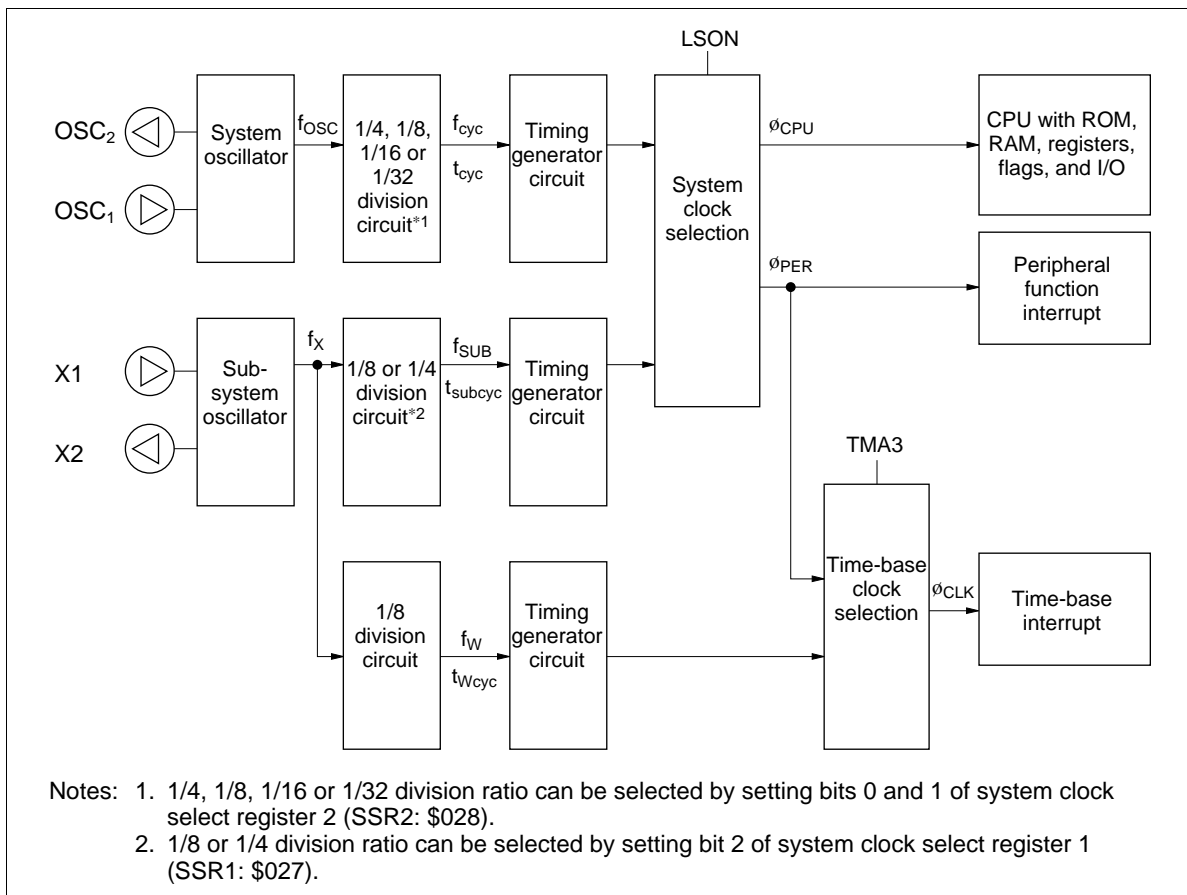 LSON
OSC2
OSC1
System
oscillator
fOSC
1/4, 1/8,
1/16 or
1/32
division
circuit*1
fcyc
tcyc
Timing
generator
circuit
System
clock
selection
øCPU
øPER
CPU with ROM,
RAM, registers,
flags, and I/O
Peripheral
function
interrupt
X1
X2
Sub-
system
oscillator
fX
1/8 or 1/4
division
circuit*2
fSUB
tsubcyc
Timing
generator
circuit
TMA3
1/8
division
circuit
fW
tWcyc
Timing
generator
circuit
Time-base
clock
selection
øCLK
Time-base
interrupt
Notes: 1. 1/4, 1/8, 1/16 or 1/32 division ratio can be selected by setting bits 0 and 1 of system clock
select register 2 (SSR2: $028).
2. 1/8 or 1/4 division ratio can be selected by setting bit 2 of system clock select register 1
(SSR1: $027).